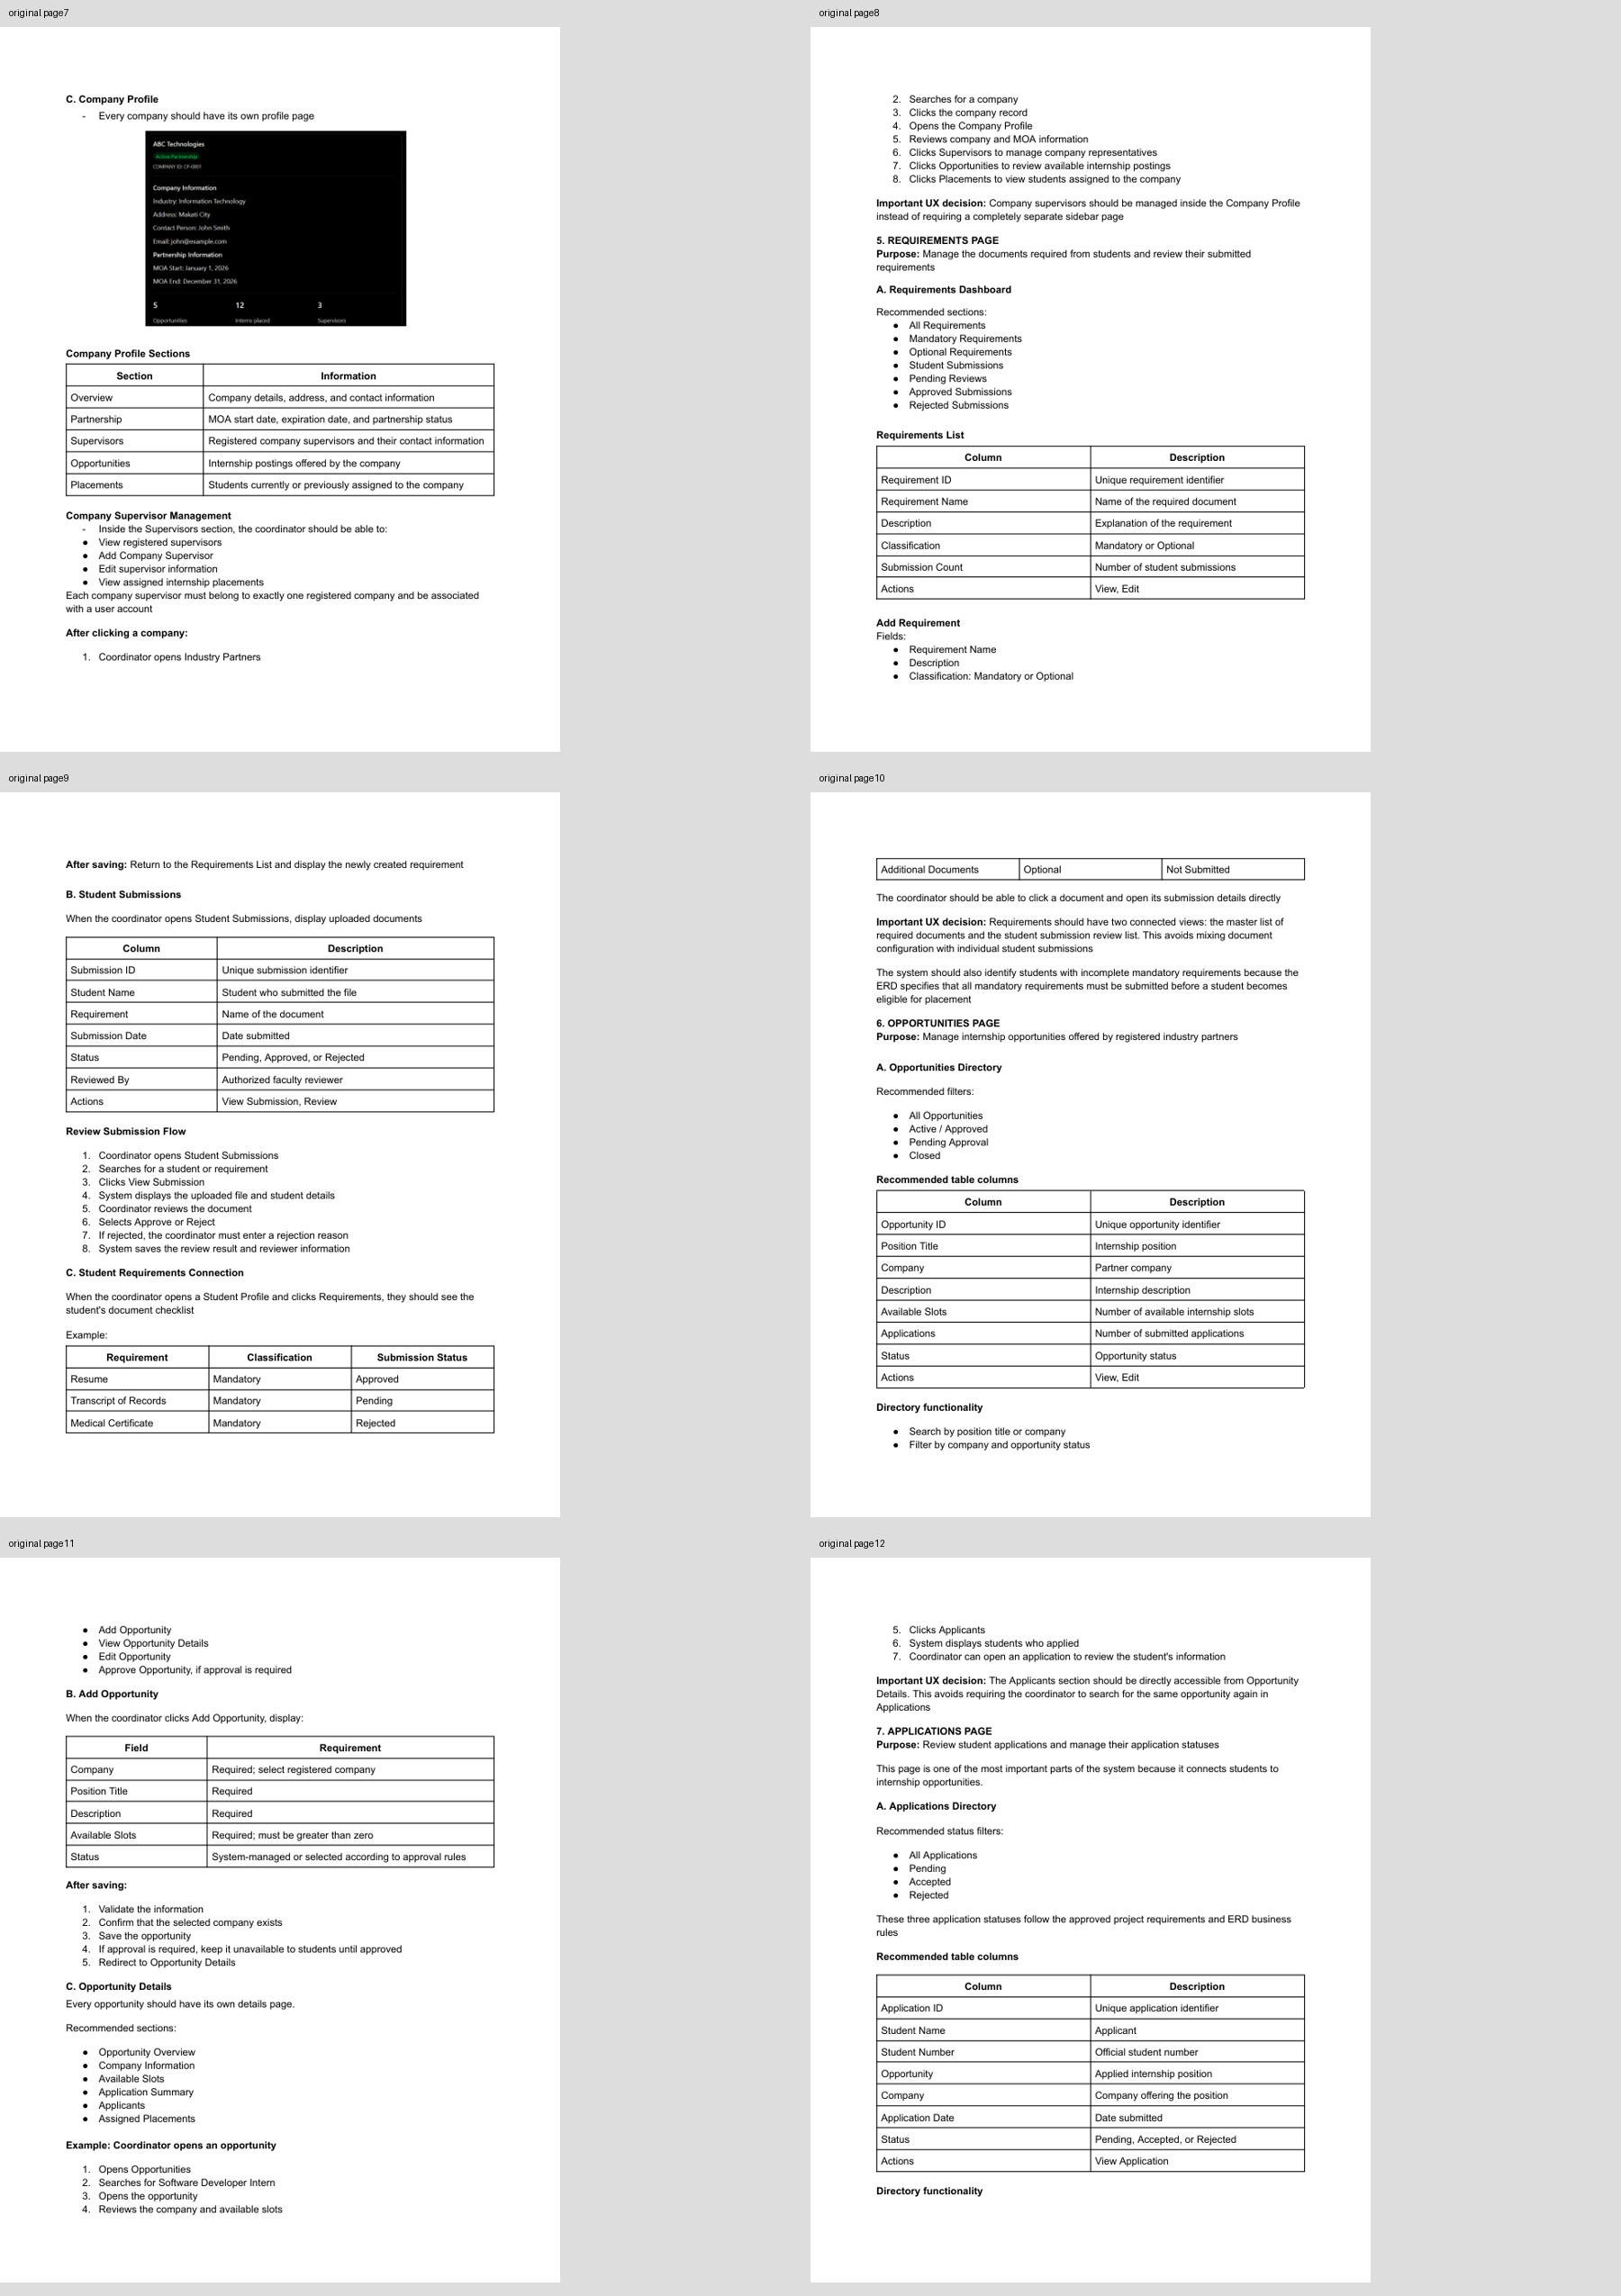 original page7
C. Company Profile
- Every company should have its own profile page
ABC Technologies
Active Partnership
COMPANY ID: CP-0001
Company Information
Industry: Information Technology
Address: Makati City
Contact Person: John Smith
Email: john@example.com
Partnership Information
MOA Start: January 1, 2026
MOA End: December 31, 2026
5 12 3
Opportunities Interns placed Supervisors
Company Profile Sections
Section Information
Overview Company details, address, and contact information
Partnership MOA start date, expiration date, and partnership status
Supervisors Registered company supervisors and their contact information
Opportunities Internship postings offered by the company
Placements Students currently or previously assigned to the company
Company Supervisor Management
- Inside the Supervisors section, the coordinator should be able to:
● View registered supervisors
● Add Company Supervisor
● Edit supervisor information
● View assigned internship placements
Each company supervisor must belong to exactly one registered company and be associated
with a user account
After clicking a company:
1. Coordinator opens Industry Partners
original page8
2. Searches for a company
3. Clicks the company record
4. Opens the Company Profile
5. Reviews company and MOA information
6. Clicks Supervisors to manage company representatives
7. Clicks Opportunities to review available internship postings
8. Clicks Placements to view students assigned to the company
Important UX decision: Company supervisors should be managed inside the Company Profile
instead of requiring a completely separate sidebar page
5. REQUIREMENTS PAGE
Purpose: Manage the documents required from students and review their submitted
requirements
A. Requirements Dashboard
Recommended sections:
● All Requirements
● Mandatory Requirements
● Optional Requirements
● Student Submissions
● Pending Reviews
● Approved Submissions
● Rejected Submissions
Requirements List
Column Description
Requirement ID Unique requirement identifier
Requirement Name Name of the required document
Description Explanation of the requirement
Classification Mandatory or Optional
Submission Count Number of student submissions
Actions View, Edit
Add Requirement
Fields:
● Requirement Name
● Description
● Classification: Mandatory or Optional
original page9
After saving: Return to the Requirements List and display the newly created requirement
B. Student Submissions
When the coordinator opens Student Submissions, display uploaded documents
Column Description
Submission ID Unique submission identifier
Student Name Student who submitted the file
Requirement Name of the document
Submission Date Date submitted
Status Pending, Approved, or Rejected
Reviewed By Authorized faculty reviewer
Actions View Submission, Review
Review Submission Flow
1. Coordinator opens Student Submissions
2. Searches for a student or requirement
3. Clicks View Submission
4. System displays the uploaded file and student details
5. Coordinator reviews the document
6. Selects Approve or Reject
7. If rejected, the coordinator must enter a rejection reason
8. System saves the review result and reviewer information
C. Student Requirements Connection
When the coordinator opens a Student Profile and clicks Requirements, they should see the
student's document checklist
Example:
Requirement Classification Submission Status
Resume Mandatory Approved
Transcript of Records Mandatory Pending
Medical Certificate Mandatory Rejected
original page10
Additional Documents Optional Not Submitted
The coordinator should be able to click a document and open its submission details directly
Important UX decision: Requirements should have two connected views: the master list of
required documents and the student submission review list. This avoids mixing document
configuration with individual student submissions
The system should also identify students with incomplete mandatory requirements because the
ERD specifies that all mandatory requirements must be submitted before a student becomes
eligible for placement
6. OPPORTUNITIES PAGE
Purpose: Manage internship opportunities offered by registered industry partners
A. Opportunities Directory
Recommended filters:
● All Opportunities
● Active / Approved
● Pending Approval
● Closed
Recommended table columns
Column Description
Opportunity ID Unique opportunity identifier
Position Title Internship position
Company Partner company
Description Internship description
Available Slots Number of available internship slots
Applications Number of submitted applications
Status Opportunity status
Actions View, Edit
Directory functionality
● Search by position title or company
● Filter by company and opportunity status
original page11
● Add Opportunity
● View Opportunity Details
● Edit Opportunity
● Approve Opportunity, if approval is required
B. Add Opportunity
When the coordinator clicks Add Opportunity, display:
Field Requirement
Company Required; select registered company
Position Title Required
Description Required
Available Slots Required; must be greater than zero
Status System-managed or selected according to approval rules
After saving:
1. Validate the information
2. Confirm that the selected company exists
3. Save the opportunity
4. If approval is required, keep it unavailable to students until approved
5. Redirect to Opportunity Details
C. Opportunity Details
Every opportunity should have its own details page.
Recommended sections:
● Opportunity Overview
● Company Information
● Available Slots
● Application Summary
● Applicants
● Assigned Placements
Example: Coordinator opens an opportunity
1. Opens Opportunities
2. Searches for Software Developer Intern
3. Opens the opportunity
4. Reviews the company and available slots
original page12
5. Clicks Applicants
6. System displays students who applied
7. Coordinator can open an application to review the student's information
Important UX decision: The Applicants section should be directly accessible from Opportunity
Details. This avoids requiring the coordinator to search for the same opportunity again in
Applications
7. APPLICATIONS PAGE
Purpose: Review student applications and manage their application statuses
This page is one of the most important parts of the system because it connects students to
internship opportunities.
A. Applications Directory
Recommended status filters:
● All Applications
● Pending
● Accepted
● Rejected
These three application statuses follow the approved project requirements and ERD business
rules
Recommended table columns
Column Description
Application ID Unique application identifier
Student Name Applicant
Student Number Official student number
Opportunity Applied internship position
Company Company offering the position
Application Date Date submitted
Status Pending, Accepted, or Rejected
Actions View Application
Directory functionality